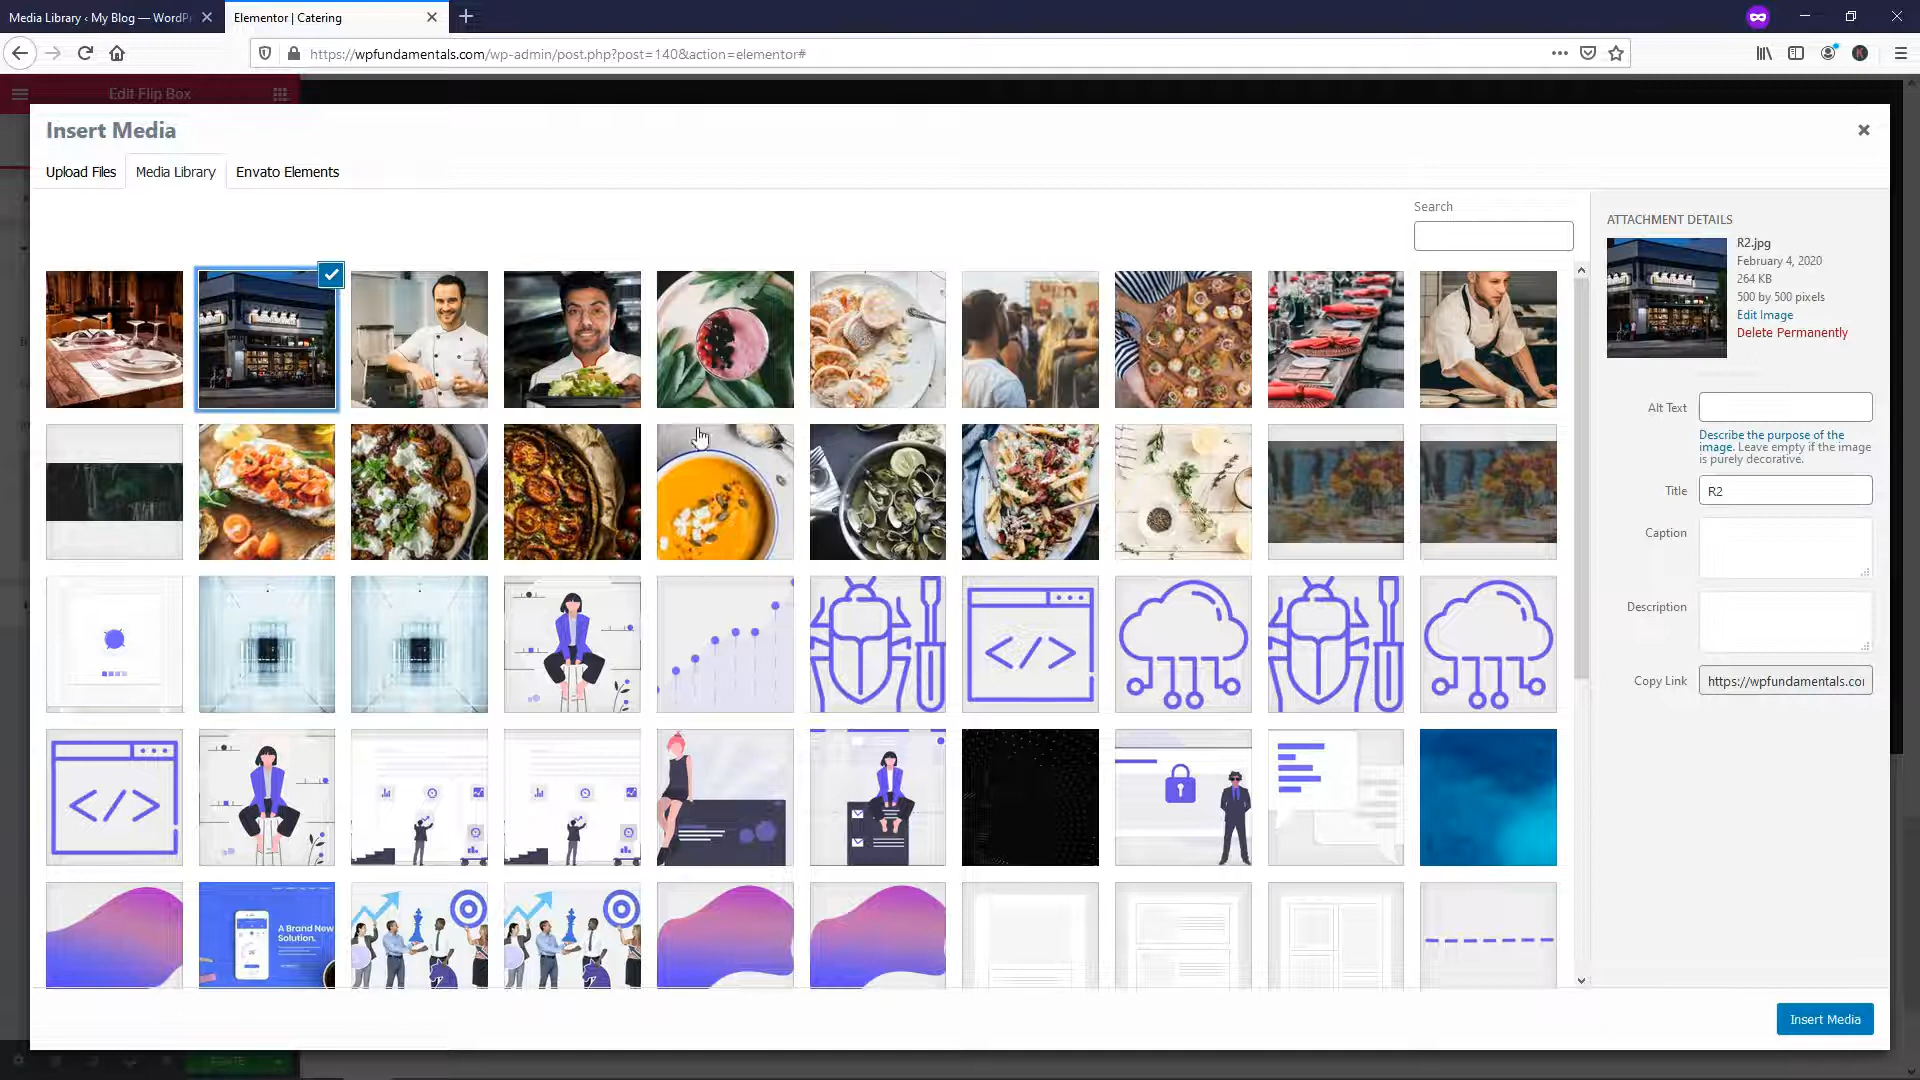 Media Library ‹ My Blog — WordPr
Elementor | Catering
https://wpfundamentals.com/wp-admin/post.php?post=140&action=elementor#
Edit Flip Box
Insert Media
Upload Files
Media Library
Envato Elements
Search
ATTACHMENT DETAILS
R2.jpg
February 4, 2020
264 KB
500 by 500 pixels
Edit Image
Delete Permanently
Alt Text
Describe the purpose of the
image. Leave empty if the image
is purely decorative.
Title
R2
Caption
Description
Copy Link
https://wpfundamentals.co
A Brand New
Solution.
Insert Media